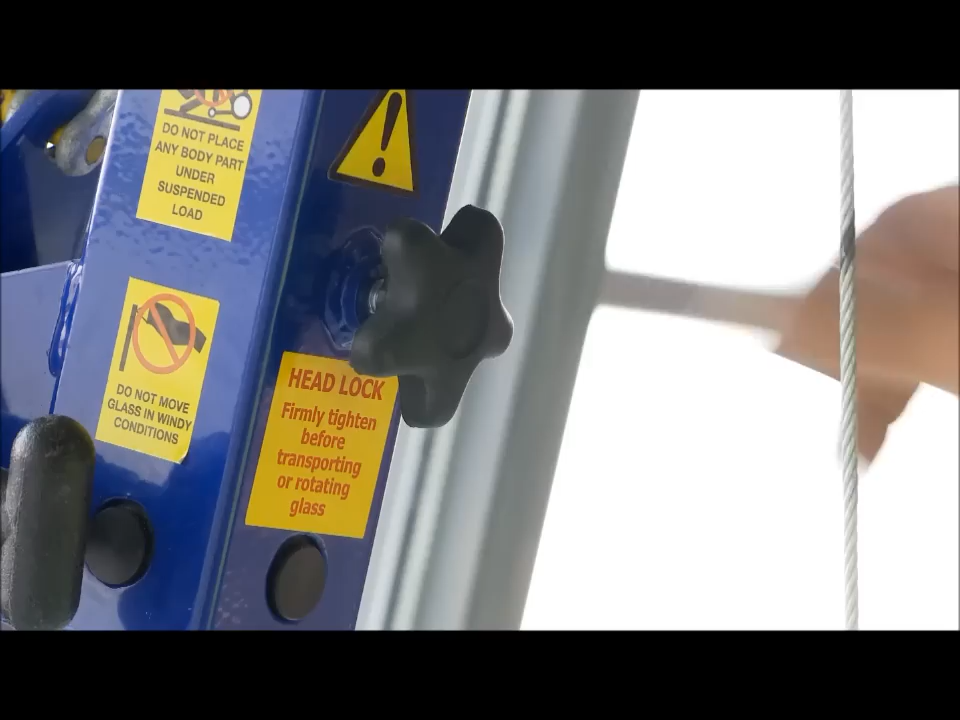 DO NOT PLACE
ANY BODY PART
UNDER
SUSPENDED
LOAD
DO NOT MOVE
GLASS IN WINDY
CONDITIONS
HEAD LOCK
Firmly tighten
before
transporting
or rotating
glass